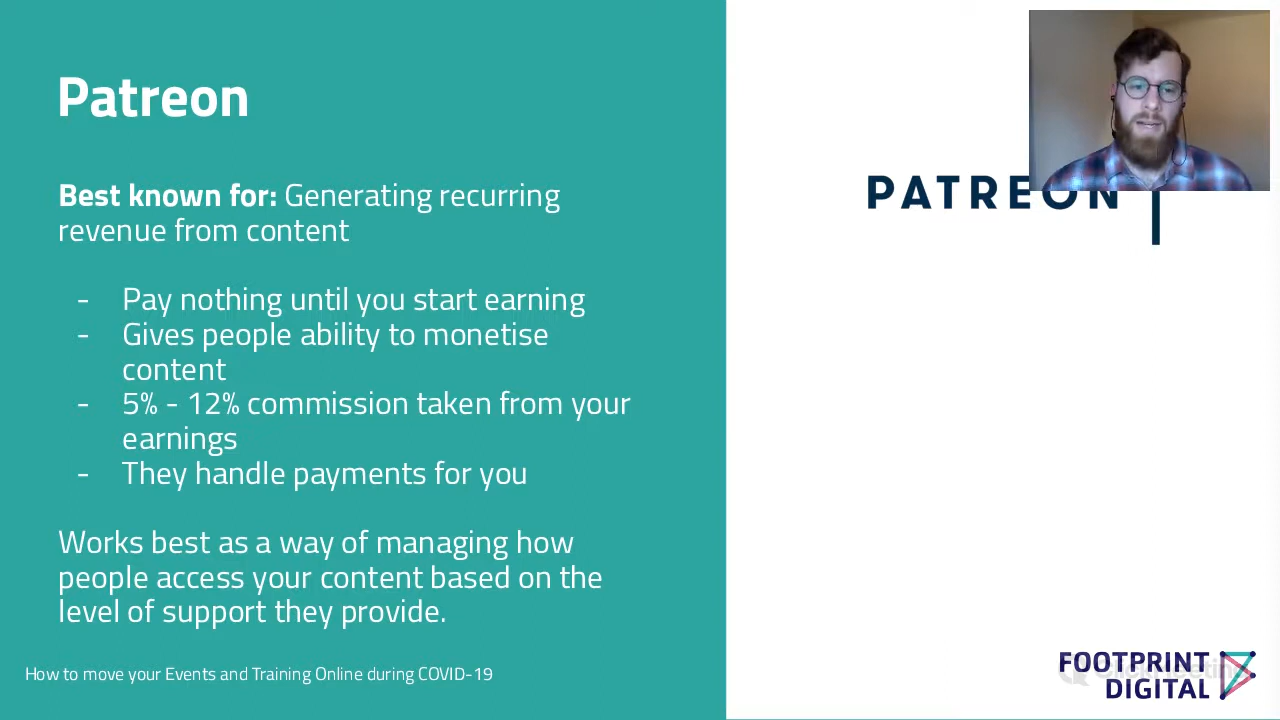 Patreon
Best known for: Generating recurring
revenue from content
- Pay nothing until you start earning
- Gives people ability to monetise
content
- 5% - 12% commission taken from your
earnings
- They handle payments for you
Works best as a way of managing how
people access your content based on the
level of support they provide.
How to move your Events and Training Online during COVID-19
PATREON
FOOTPRINT
DIGITAL
ClickMeeting